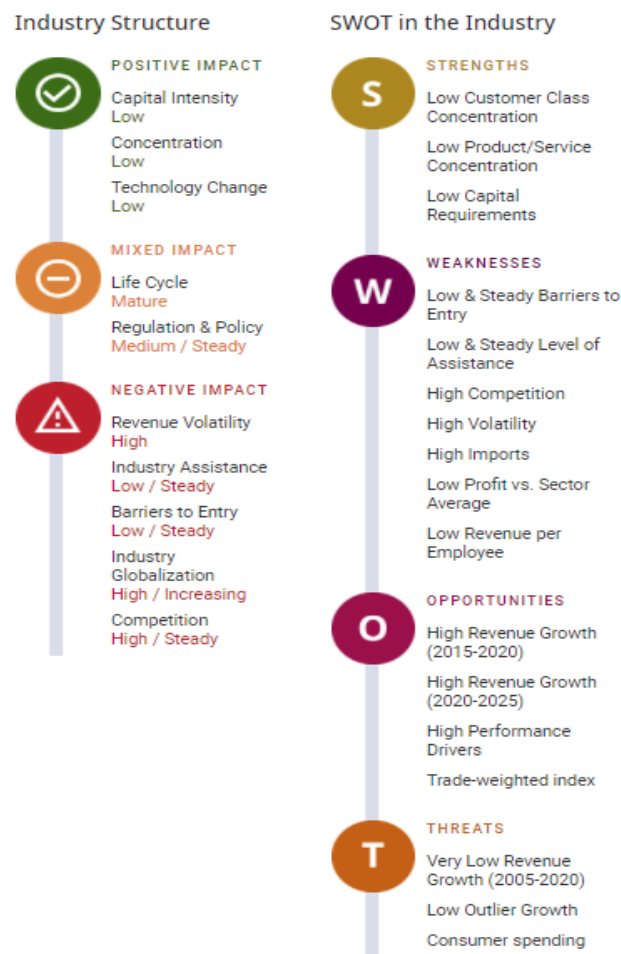 Industry Structure
POSITIVE IMPACT
Capital Intensity
Low
Concentration
Low
Technology Change
Low
MIXED IMPACT
Life Cycle
Mature
Regulation & Policy
Medium / Steady
NEGATIVE IMPACT
Revenue Volatility
High
Industry Assistance
Low / Steady
Barriers to Entry
Low / Steady
Industry
Globalization
High / Increasing
Competition
High / Steady
SWOT in the Industry
S
STRENGTHS
Low Customer Class
Concentration
Low Product/Service
Concentration
Low Capital
Requirements
W
WEAKNESSES
Low & Steady Barriers to
Entry
Low & Steady Level of
Assistance
High Competition
High Volatility
High Imports
Low Profit vs. Sector
Average
Low Revenue per
Employee
O
OPPORTUNITIES
High Revenue Growth
(2015-2020)
High Revenue Growth
(2020-2025)
High Performance
Drivers
Trade-weighted index
T
THREATS
Very Low Revenue
Growth (2005-2020)
Low Outlier Growth
Consumer spending